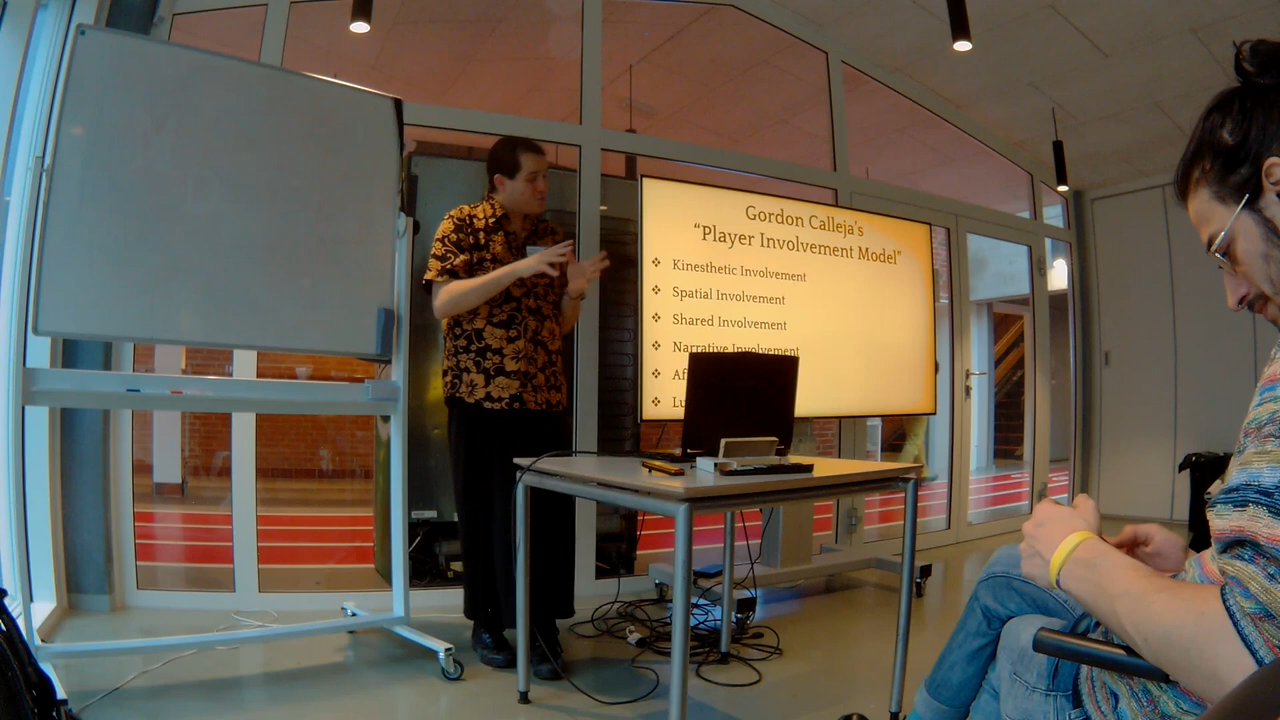 Gordon Calleja's
“Player Involvement Model”
❖ Kinesthetic Involvement
❖ Spatial Involvement
❖ Shared Involvement
❖ Narrative Involvement